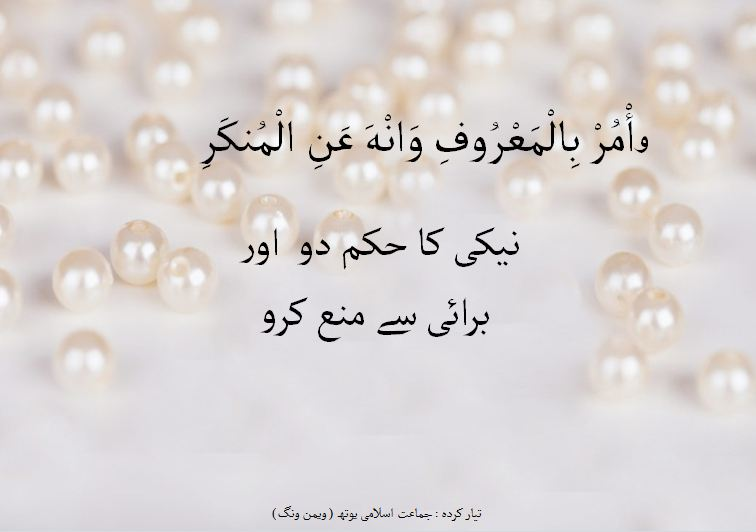 وأْمُرْ بِالْمَعْرُوفِ وَانْهَ عَنِ الْمُنكَرِ
نیکی کا حکم دو اور
برائی سے منع کرو
تیار کردہ : جماعت اسلامی یوتھ ( ویمن ونگ )